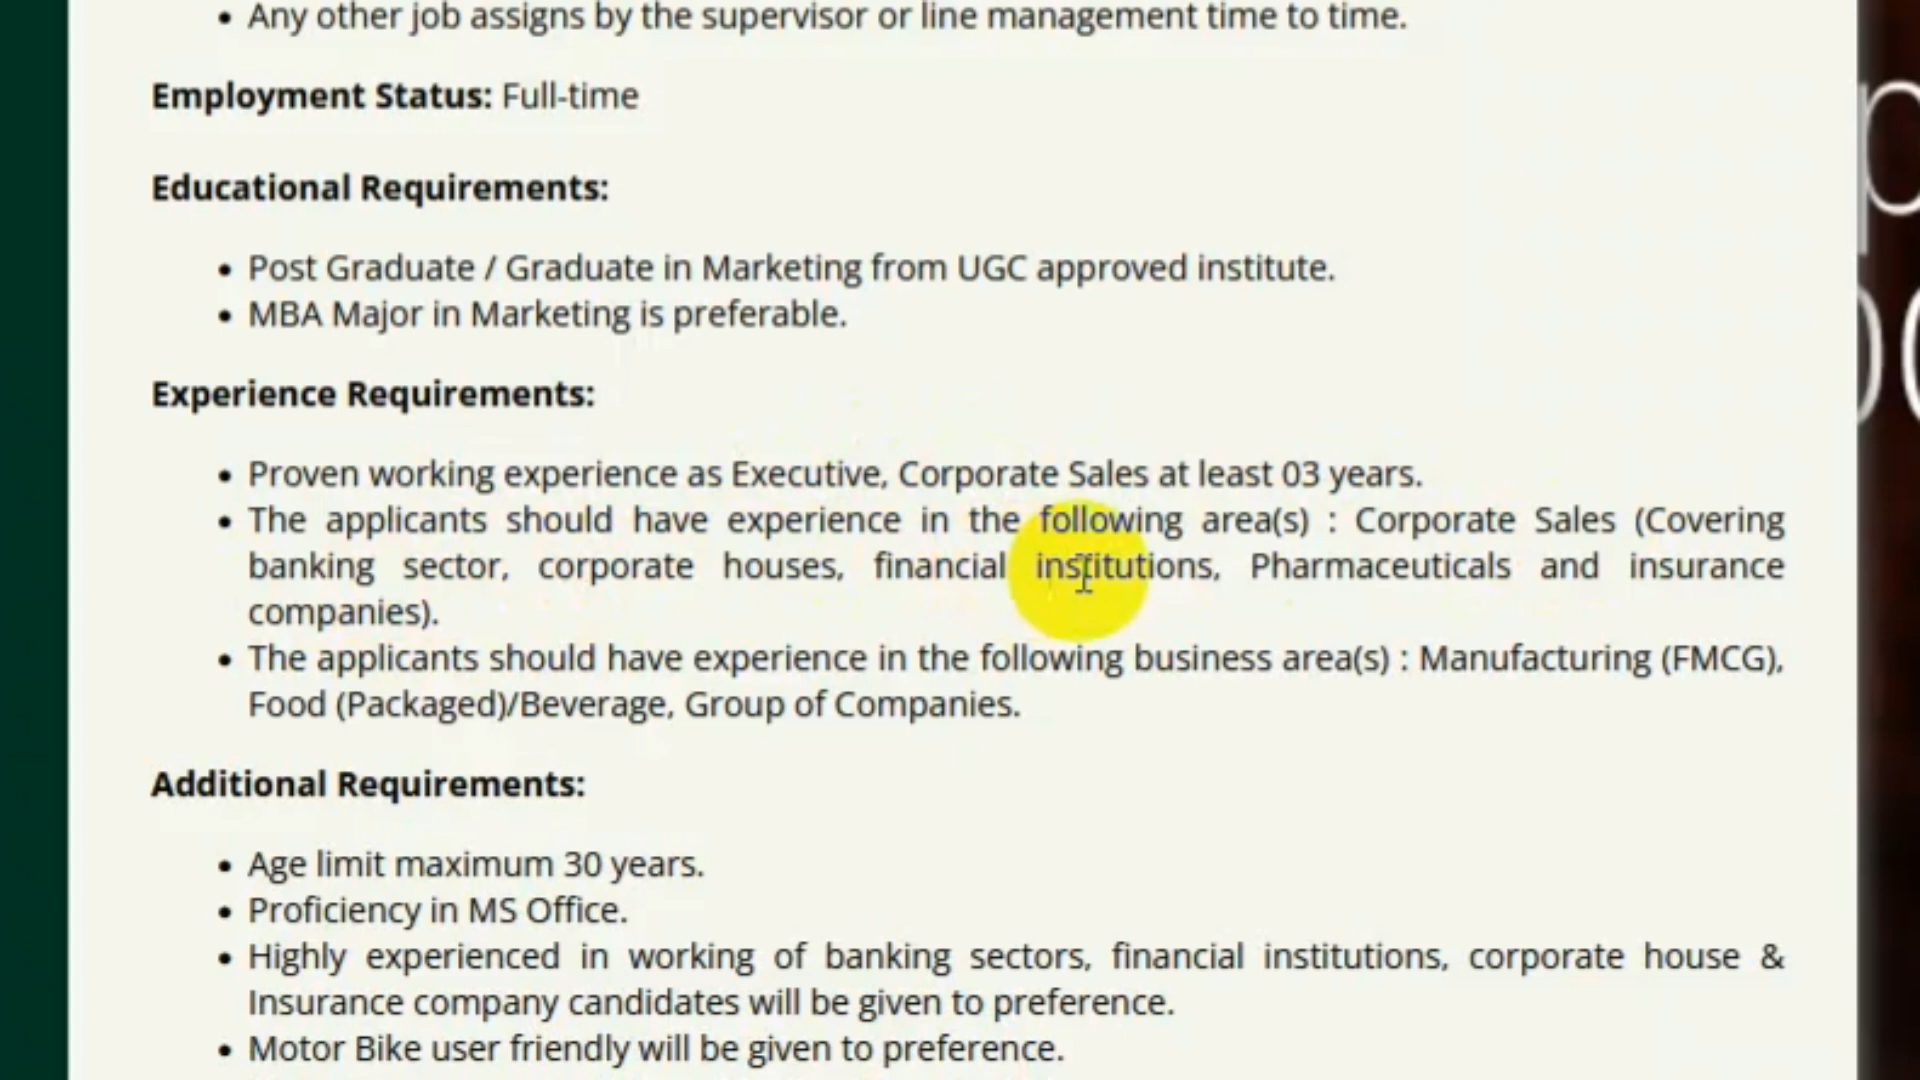 • Any other job assigns by the supervisor or line management time to time.
Employment Status: Full-time
Educational Requirements:
• Post Graduate / Graduate in Marketing from UGC approved institute.
• MBA Major in Marketing is preferable.
Experience Requirements:
• Proven working experience as Executive, Corporate Sales at least 03 years.
• The applicants should have experience in the following area(s) : Corporate Sales (Covering
banking sector, corporate houses, financial institutions, Pharmaceuticals and insurance
companies).
• The applicants should have experience in the following business area(s) : Manufacturing (FMCG),
Food (Packaged)/Beverage, Group of Companies.
Additional Requirements:
• Age limit maximum 30 years.
• Proficiency in MS Office.
• Highly experienced in working of banking sectors, financial institutions, corporate house &
Insurance company candidates will be given to preference.
• Motor Bike user friendly will be given to preference.